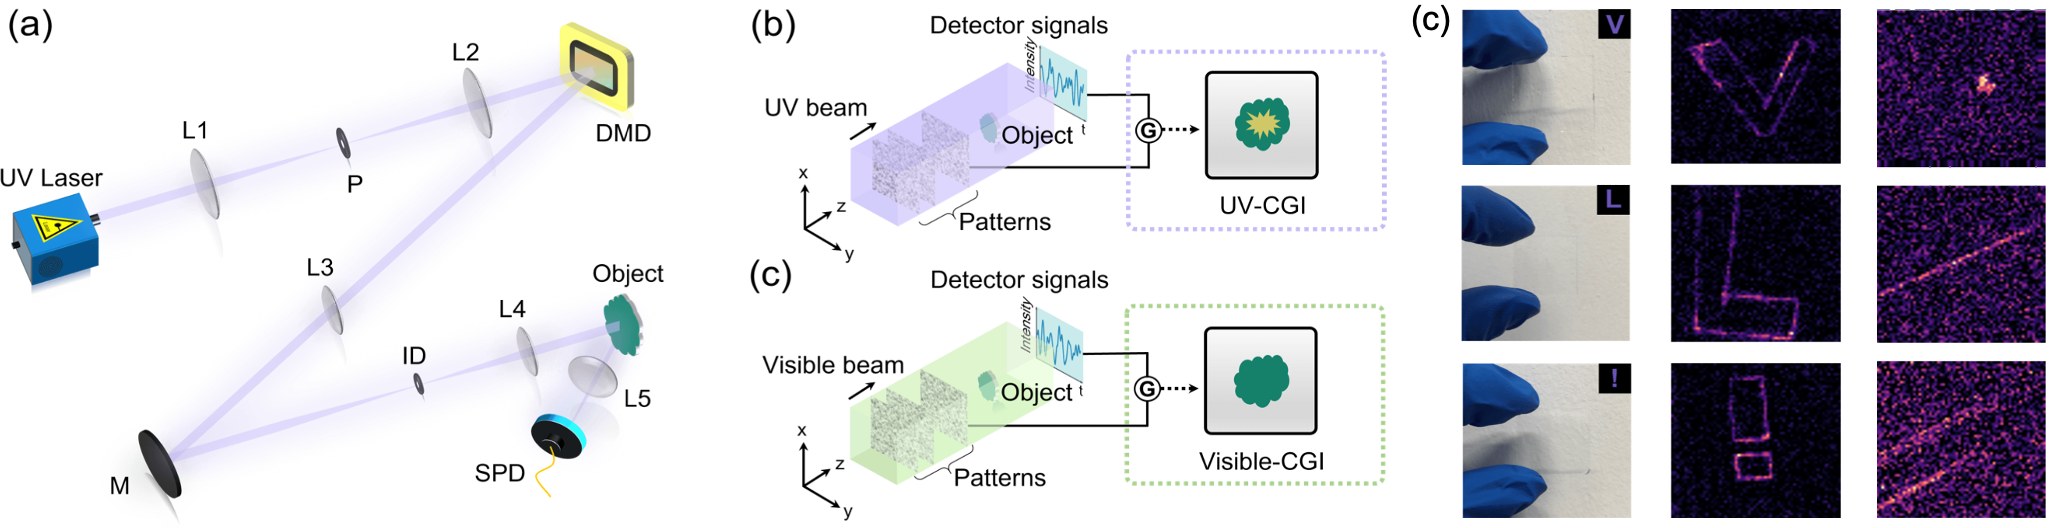 (a)
L2
DMD
L1
P
UV Laser
L3
Object
L4
ID
L5
M
SPD
(b)
Detector signals
Intensity
UV beam
Object
t
G
x
z
y
Patterns
UV-CGI
(c)
Detector signals
Intensity
Visible beam
Object
t
G
x
z
y
Patterns
Visible-CGI
(c)
V
L
!